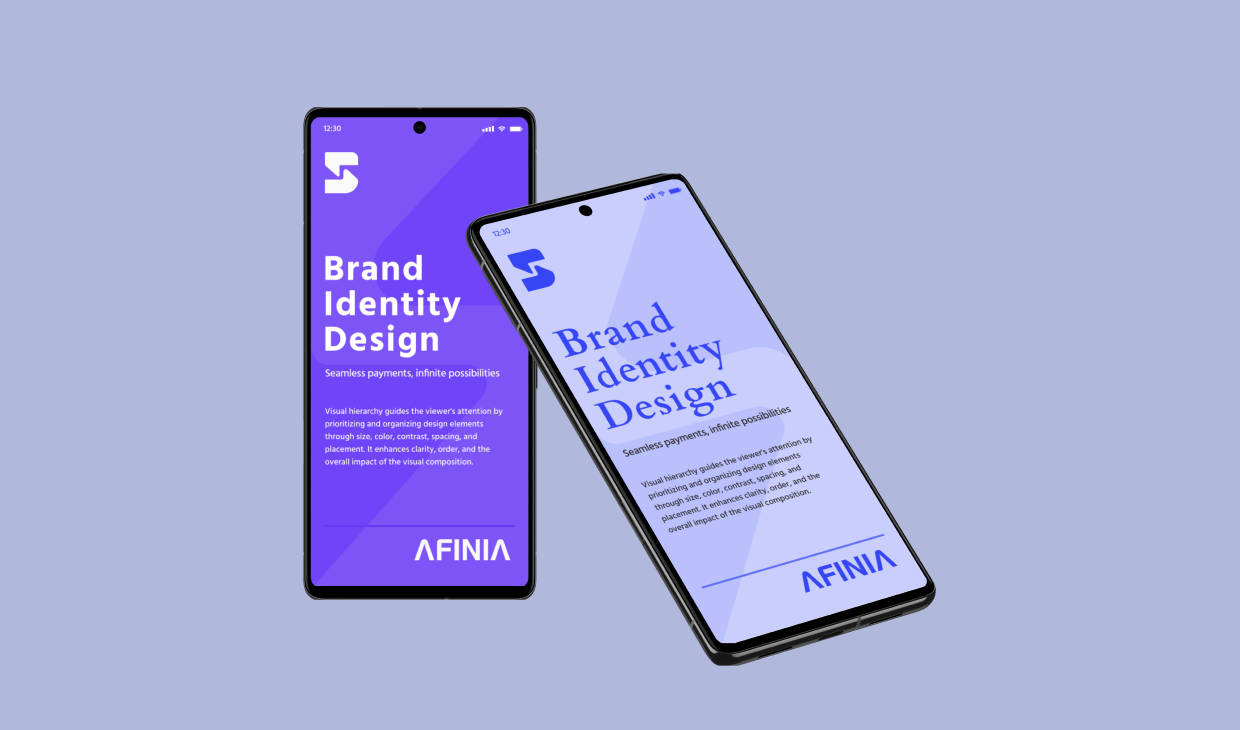 12:30
Brand
Identity
Design
Seamless payments, infinite possibilities
Visual hierarchy guides the viewer's attention by
prioritizing and organizing design elements
through size, color, contrast, spacing, and
placement. It enhances clarity, order, and the
overall impact of the visual composition.
AFINIA
12:30
Brand
Identity
Design
Seamless payments, infinite possibilities
Visual hierarchy guides the viewer's attention by
prioritizing and organizing design elements
through size, color, contrast, spacing, and
placement. It enhances clarity, order, and the
overall impact of the visual composition.
AFINIA